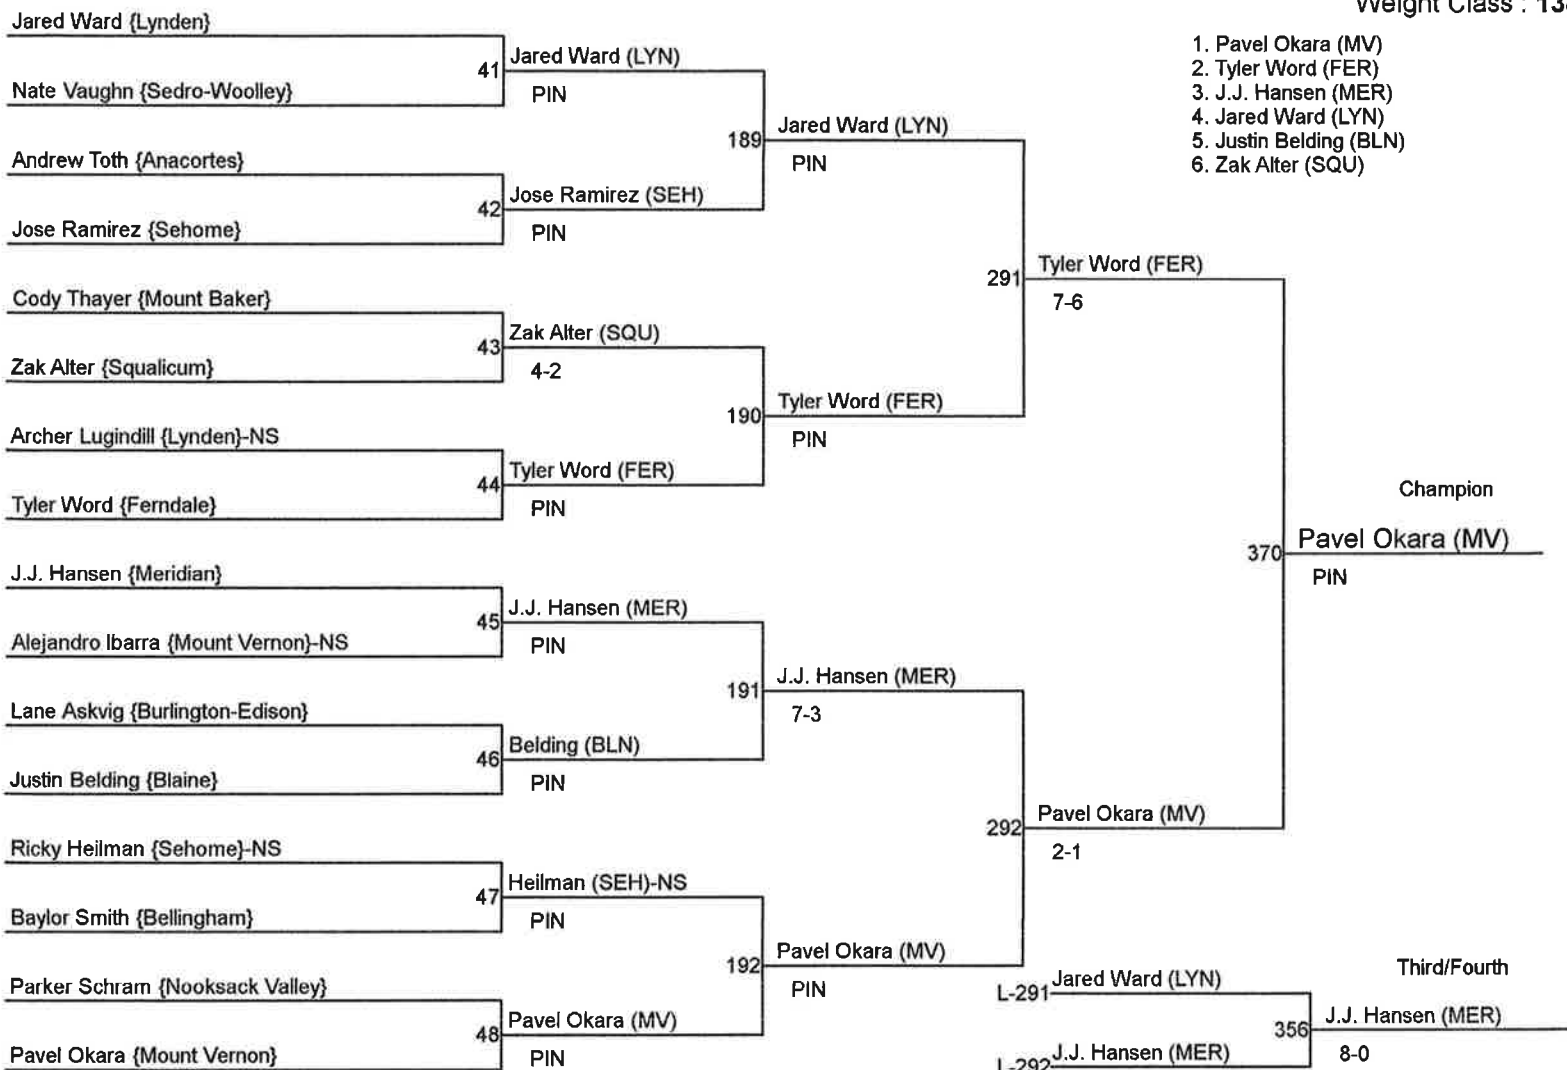 Weight Class : 138
1. Pavel Okara (MV)
2. Tyler Word (FER)
3. J.J. Hansen (MER)
4. Jared Ward (LYN)
5. Justin Belding (BLN)
6. Zak Alter (SQU)
Jared Ward {Lynden}
41 Jared Ward (LYN)
Nate Vaughn {Sedro-Woolley}
PIN
189 Jared Ward (LYN)
PIN
Andrew Toth {Anacortes}
42 Jose Ramirez (SEH)
Jose Ramirez {Sehome}
PIN
291 Tyler Word (FER)
7-6
Cody Thayer {Mount Baker}
43 Zak Alter (SQU)
Zak Alter {Squalicum}
4-2
190 Tyler Word (FER)
PIN
Archer Lugindill {Lynden}-NS
44 Tyler Word (FER)
Tyler Word {Ferndale}
PIN
Champion
370 Pavel Okara (MV)
PIN
J.J. Hansen {Meridian}
45 J.J. Hansen (MER)
Alejandro Ibarra {Mount Vernon}-NS
PIN
191 J.J. Hansen (MER)
7-3
Lane Askvig {Burlington-Edison}
46 Belding (BLN)
Justin Belding {Blaine}
PIN
292 Pavel Okara (MV)
2-1
Ricky Heilman {Sehome}-NS
47 Heilman (SEH)-NS
Baylor Smith {Bellingham}
PIN
192 Pavel Okara (MV)
PIN
Parker Schram {Nooksack Valley}
48 Pavel Okara (MV)
Pavel Okara {Mount Vernon}
PIN
Third/Fourth
L-291 Jared Ward (LYN)
356 J.J. Hansen (MER)
L-292 J.J. Hansen (MER)
8-0